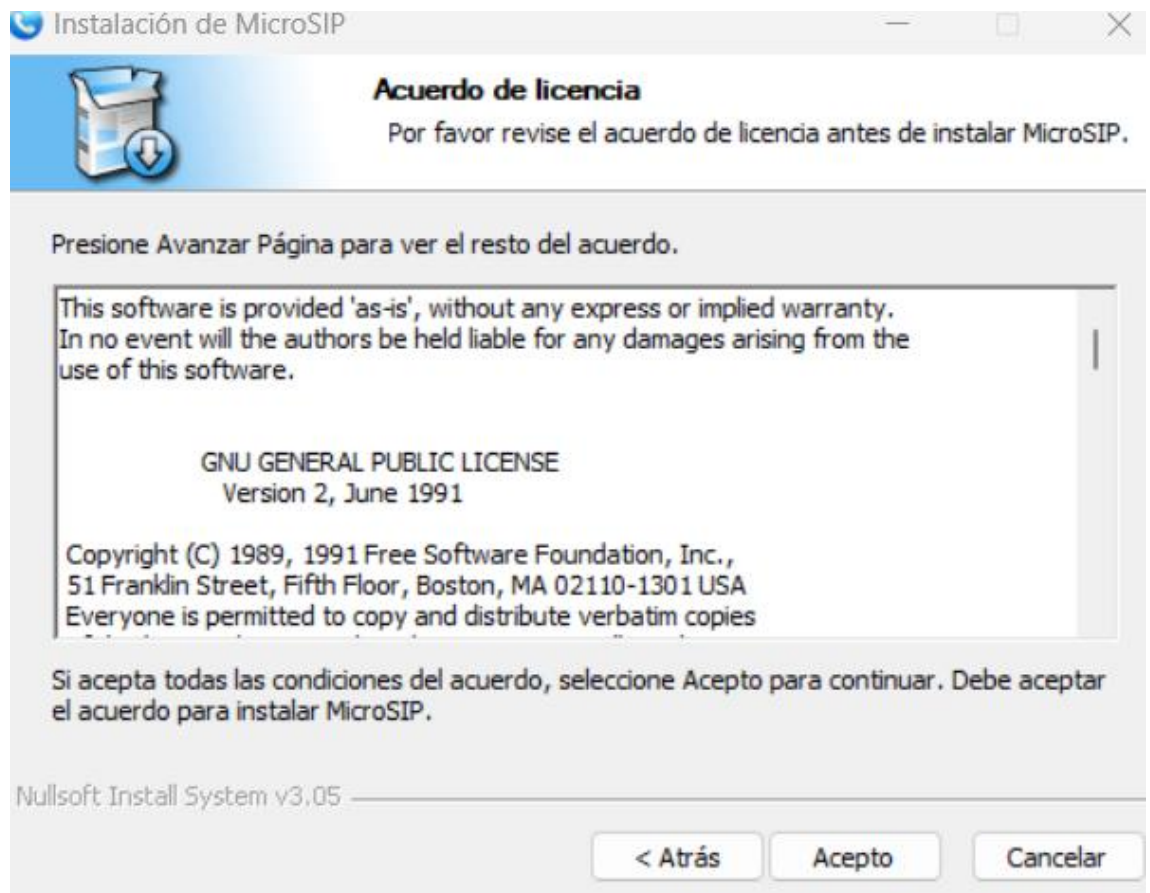 Instalación de MicroSIP
Acuerdo de licencia
Por favor revise el acuerdo de licencia antes de instalar MicroSIP.
Presione Avanzar Página para ver el resto del acuerdo.
This software is provided 'as-is', without any express or implied warranty.
In no event will the authors be held liable for any damages arising from the
use of this software.
GNU GENERAL PUBLIC LICENSE
Version 2, June 1991
Copyright (C) 1989, 1991 Free Software Foundation, Inc.,
51 Franklin Street, Fifth Floor, Boston, MA 02110-1301 USA
Everyone is permitted to copy and distribute verbatim copies
Si acepta todas las condiciones del acuerdo, seleccione Acepto para continuar. Debe aceptar
el acuerdo para instalar MicroSIP.
Nullsoft Install System v3.05
< Atrás
Acepto
Cancelar